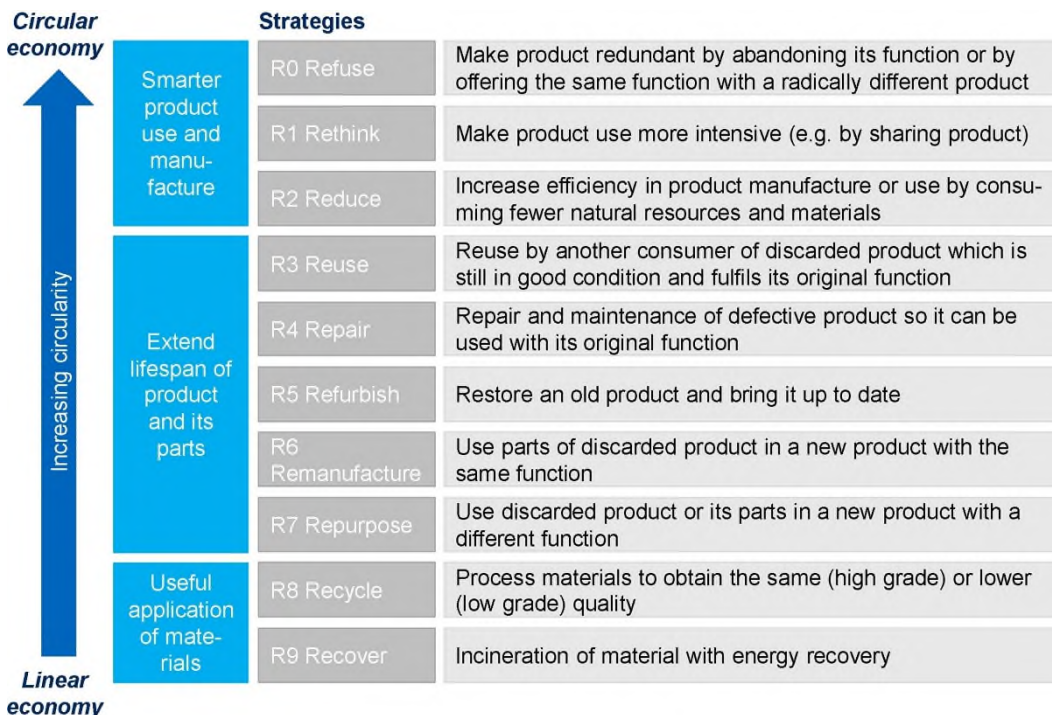 Circular
economy
Strategies
Increasing circularity
Linear
economy
Smarter
product
use and
manu-
facture
R0 Refuse
Make product redundant by abandoning its function or by
offering the same function with a radically different product
R1 Rethink
Make product use more intensive (e.g. by sharing product)
R2 Reduce
Increase efficiency in product manufacture or use by consu-
ming fewer natural resources and materials
Extend
lifespan of
product
and its
parts
R3 Reuse
Reuse by another consumer of discarded product which is
still in good condition and fulfils its original function
R4 Repair
Repair and maintenance of defective product so it can be
used with its original function
R5 Refurbish
Restore an old product and bring it up to date
R6
Remanufacture
Use parts of discarded product in a new product with the
same function
R7 Repurpose
Use discarded product or its parts in a new product with a
different function
Useful
application
of mate-
rials
R8 Recycle
Process materials to obtain the same (high grade) or lower
(low grade) quality
R9 Recover
Incineration of material with energy recovery